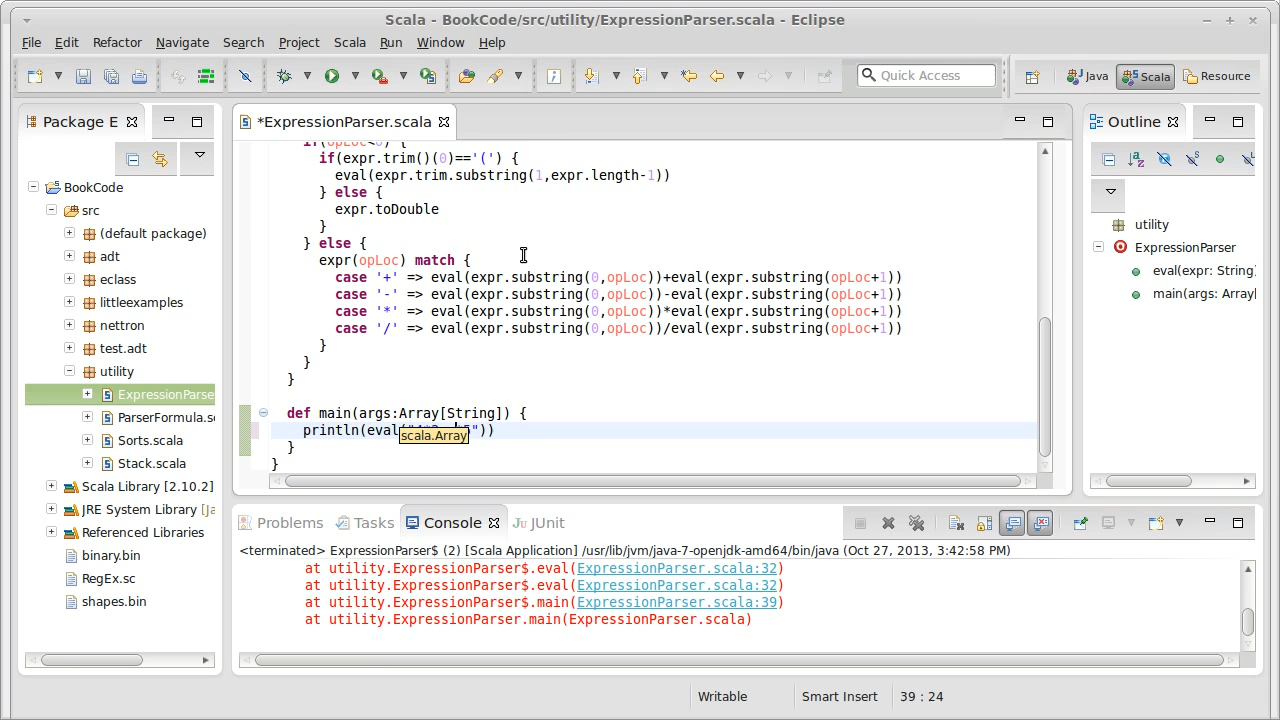 Scala - BookCode/src/utility/ExpressionParser.scala - Eclipse
File Edit Refactor Navigate Search Project Scala Run Window Help
Quick Access
Java
Scala
Resource
Package E
BookCode
src
(default package)
adt
eclass
littleexamples
nettron
test.adt
utility
ExpressionParse
ParserFormula.sc
Sorts.scala
Stack.scala
Scala Library [2.10.2]
JRE System Library [Ja
Referenced Libraries
binary.bin
RegEx.sc
shapes.bin
*ExpressionParser.scala
if(opLoc<0) {
if(expr.trim()(0)=='(') {
eval(expr.trim.substring(1,expr.length-1))
} else {
expr.toDouble
}
} else {
expr(opLoc) match {
case '+' => eval(expr.substring(0,opLoc))+eval(expr.substring(opLoc+1))
case '-' => eval(expr.substring(0,opLoc))-eval(expr.substring(opLoc+1))
case '*' => eval(expr.substring(0,opLoc))*eval(expr.substring(opLoc+1))
case '/' => eval(expr.substring(0,opLoc))/eval(expr.substring(opLoc+1))
}
}
}
def main(args:Array[String]) {
println(eval "))
scala.Array
}
}
Outline
utility
ExpressionParser
eval(expr: String)
main(args: Array[
Problems
Tasks
Console
JUnit
<terminated> ExpressionParser$ (2) [Scala Application] /usr/lib/jvm/java-7-openjdk-amd64/bin/java (Oct 27, 2013, 3:42:58 PM)
at utility.ExpressionParser$.eval(ExpressionParser.scala:32)
at utility.ExpressionParser$.eval(ExpressionParser.scala:32)
at utility.ExpressionParser$.main(ExpressionParser.scala:39)
at utility.ExpressionParser.main(ExpressionParser.scala)
Writable
Smart Insert
39 : 24